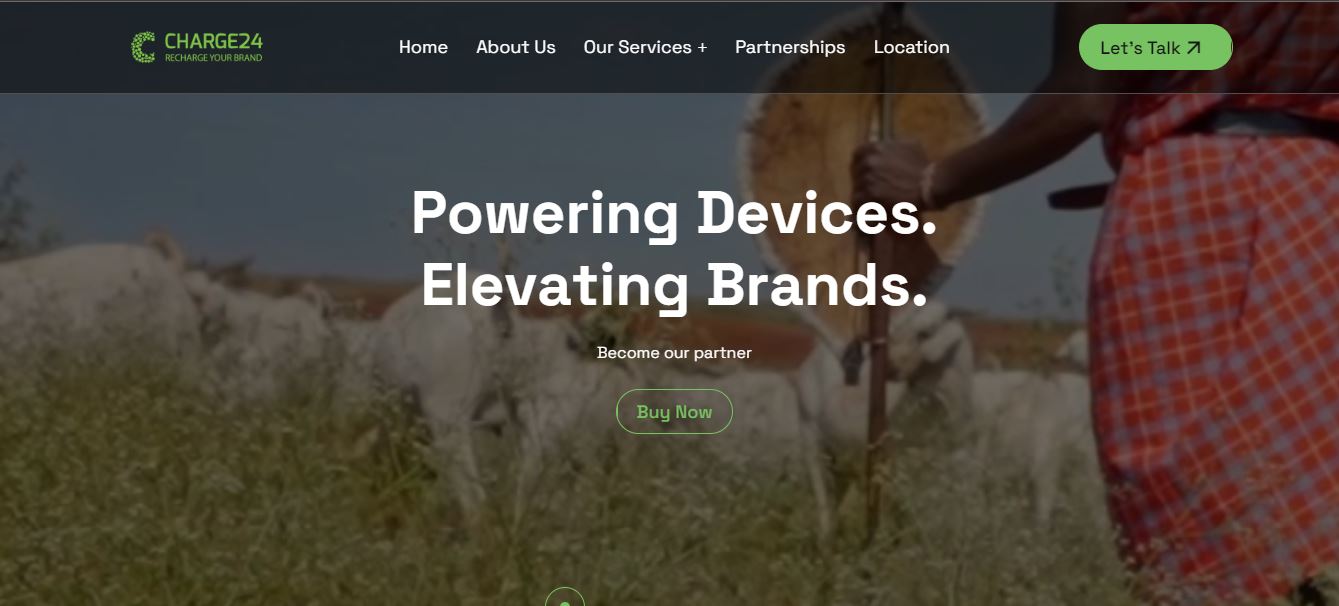 CHARGE24
RECHARGE YOUR BRAND
Home
About Us
Our Services +
Partnerships
Location
Let's Talk
Powering Devices.
Elevating Brands.
Become our partner
Buy Now